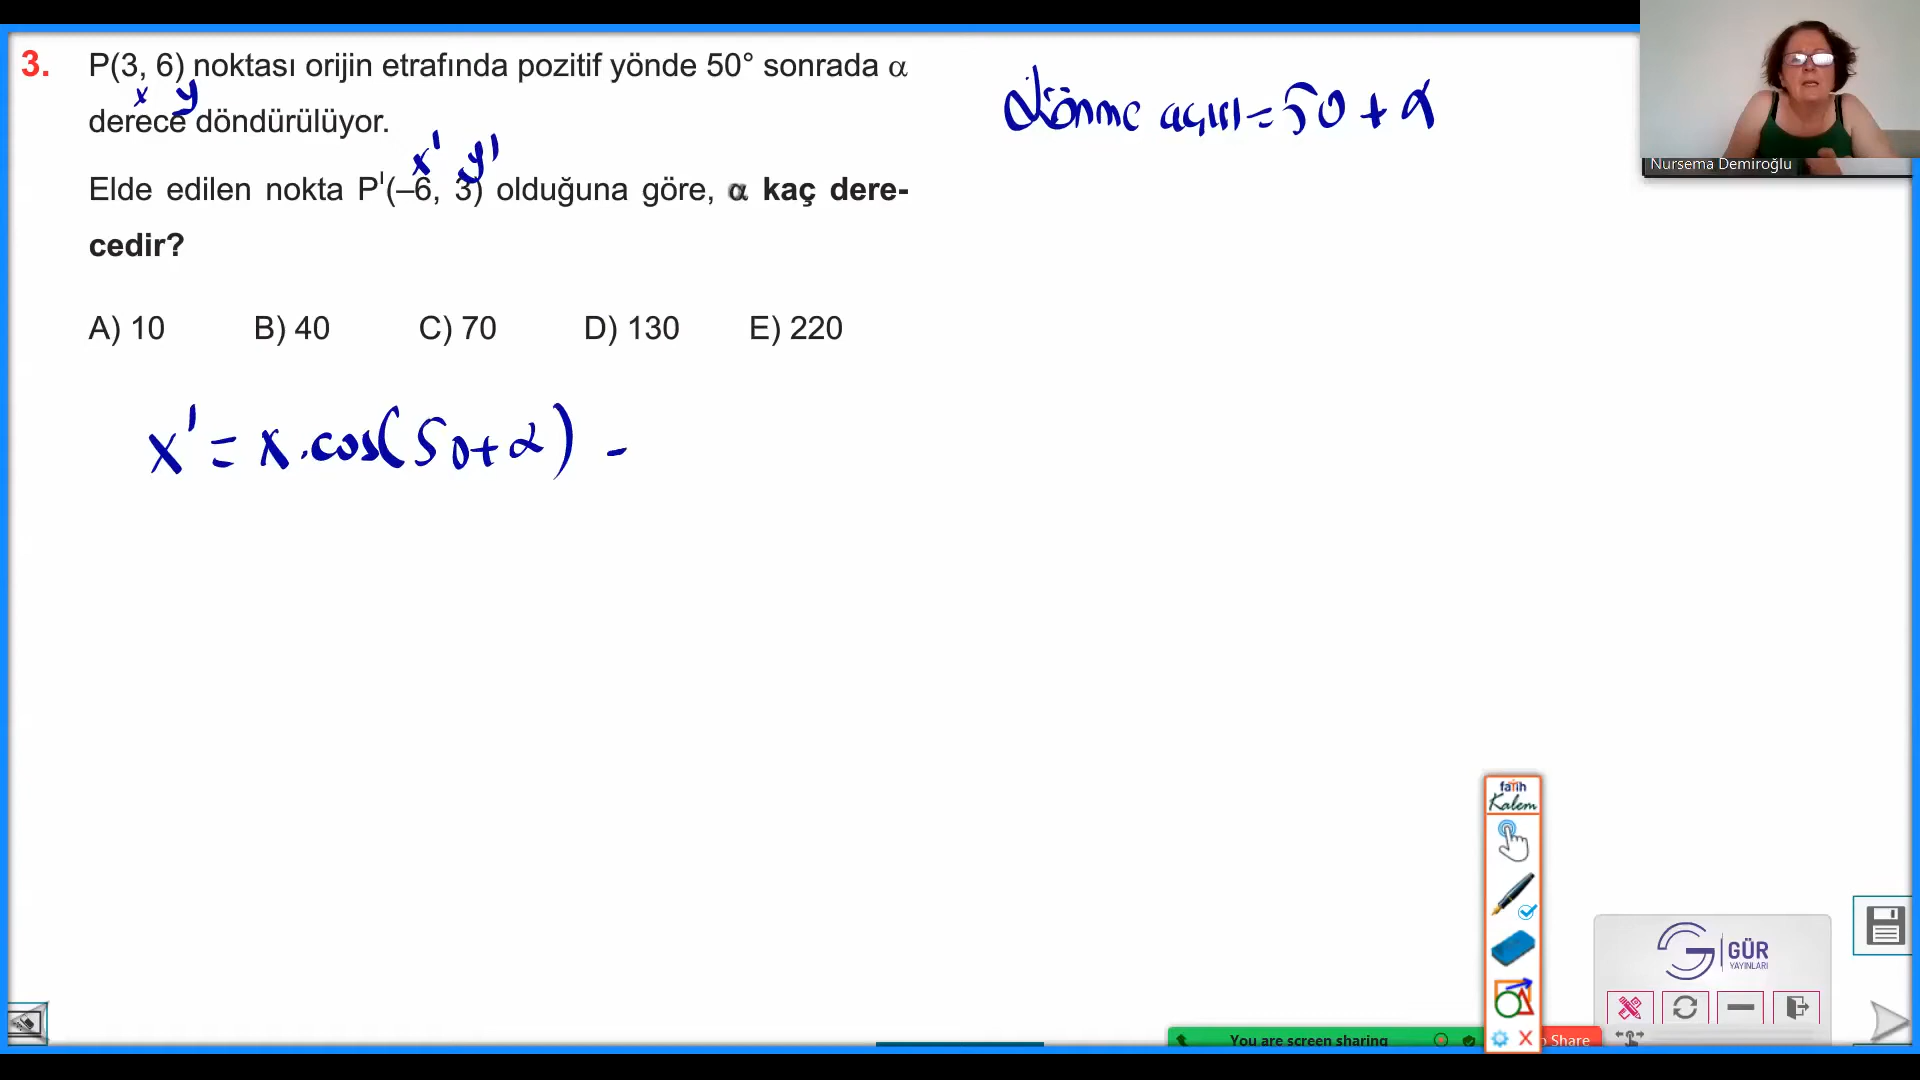 3. P(3, 6) noktası orijin etrafında pozitif yönde 50° sonrada α
x y
derece döndürülüyor.
x' y'
Elde edilen nokta P'(–6, 3) olduğuna göre, α kaç dere-
cedir?
A) 10 B) 40 C) 70 D) 130 E) 220
x' = x.cos(50+α) -
Dönme açısı = 50 + α
Nursema Demiroğlu
fatih
Kalem
G GÜR
YAYINLARI
You are screen sharing
Share